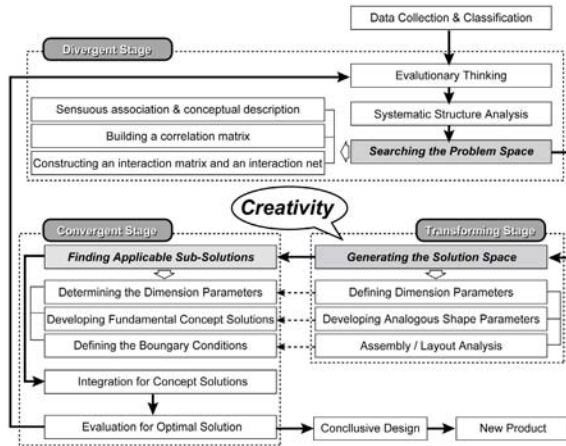 Data Collection & Classification
Divergent Stage
Evalutionary Thinking
Sensuous association & conceptual description
Systematic Structure Analysis
Building a correlation matrix
Searching the Problem Space
Constructing an interaction matrix and an interaction net
Creativity
Convergent Stage
Transforming Stage
Finding Applicable Sub-Solutions
Generating the Solution Space
Determining the Dimension Parameters
Defining Dimension Parameters
Developing Fundamental Concept Solutions
Developing Analogous Shape Parameters
Defining the Boungary Conditions
Assembly / Layout Analysis
Integration for Concept Solutions
Evaluation for Optimal Solution
Concllusive Design
New Product